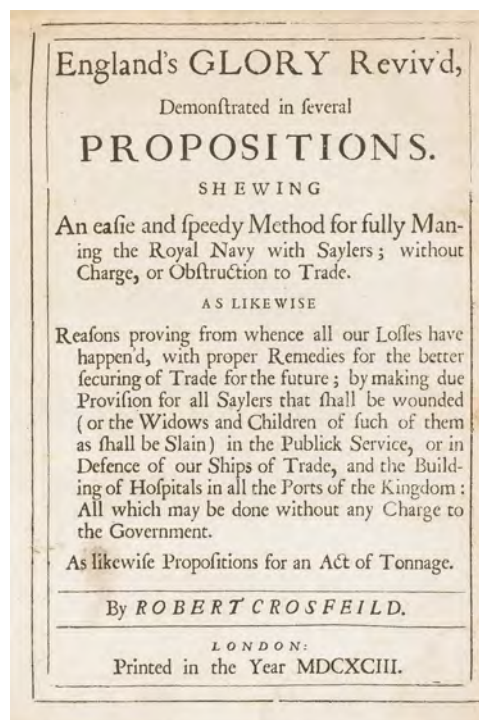 England's GLORY Reviv'd,
Demonſtrated in ſeveral
PROPOSITIONS.
SHEWING
An eaſie and ſpeedy Method for fully Man-
ning the Royal Navy with Saylers; without
Charge, or Obſtruction to Trade.
AS LIKEWISE
Reaſons proving from whence all our Loſſes have
happen'd, with proper Remedies for the better
ſecuring of Trade for the future; by making due
Proviſion for all Saylers that ſhall be wounded
(or the Widows and Children of ſuch of them
as ſhall be Slain) in the Publick Service, or in
Defence of our Ships of Trade, and the Build-
ing of Hoſpitals in all the Ports of the Kingdom:
All which may be done without any Charge to
the Government.
As likewiſe Propoſitions for an Act of Tonnage.
By ROBERT CROSFEILD.
LONDON:
Printed in the Year MDCXCIII.